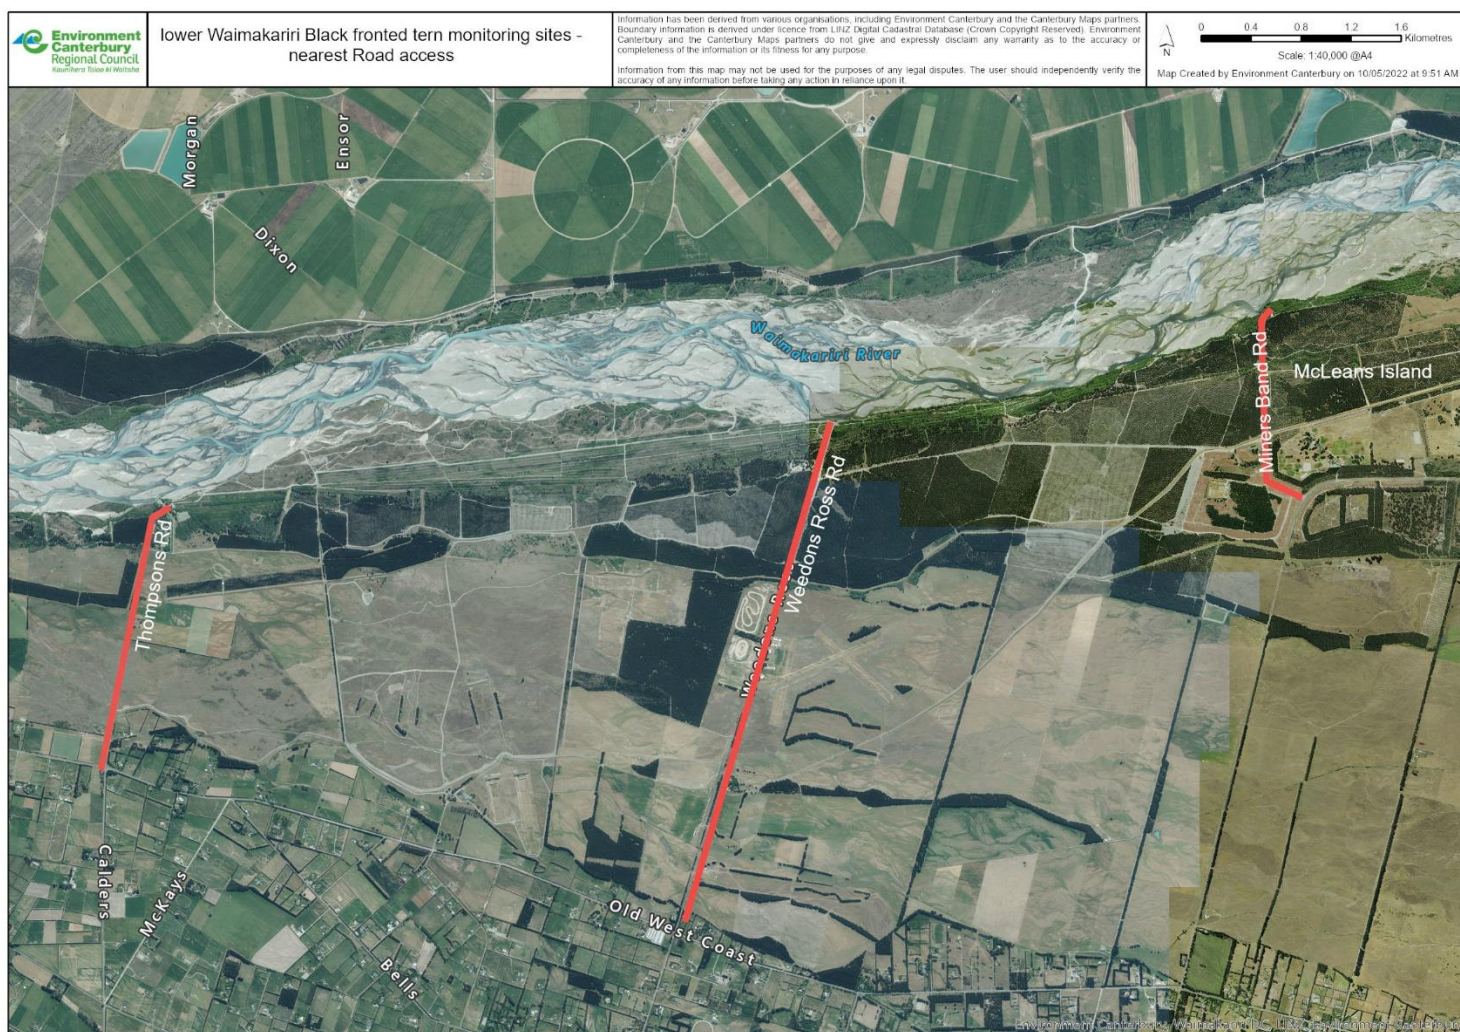 Environment
Canterbury
Regional Council
Kaunihera Taiao ki Waitaha
lower Waimakariri Black fronted tern monitoring sites -
nearest Road access
Information has been derived from various organisations, including Environment Canterbury and the Canterbury Maps partners.
Boundary information is derived under licence from LINZ Digital Cadastral Database (Crown Copyright Reserved). Environment
Canterbury and the Canterbury Maps partners do not give and expressly disclaim any warranty as to the accuracy or
completeness of the information or its fitness for any purpose.
Information from this map may not be used for the purposes of any legal disputes. The user should independently verify the
accuracy of any information before taking any action in reliance upon it.
N
0 0.4 0.8 1.2 1.6
Kilometres
Scale: 1:40,000 @A4
Map Created by Environment Canterbury on 10/05/2022 at 9:51 AM
Morgan
Ensor
Dixon
Waimakariri River
Miners Band Rd
McLeans Island
Weedons Ross Rd
Thompsons Rd
Calders
McKays
Bells
Old West Coast